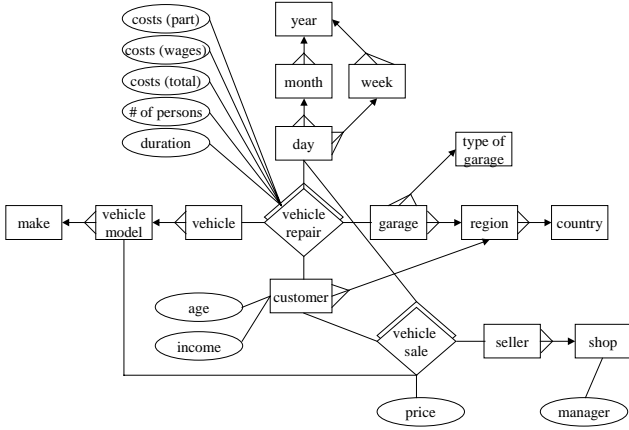 costs (part)
costs (wages)
costs (total)
# of persons
duration
year
month
week
day
type of
garage
make
vehicle
model
vehicle
vehicle
repair
garage
region
country
customer
age
income
vehicle
sale
seller
shop
price
manager